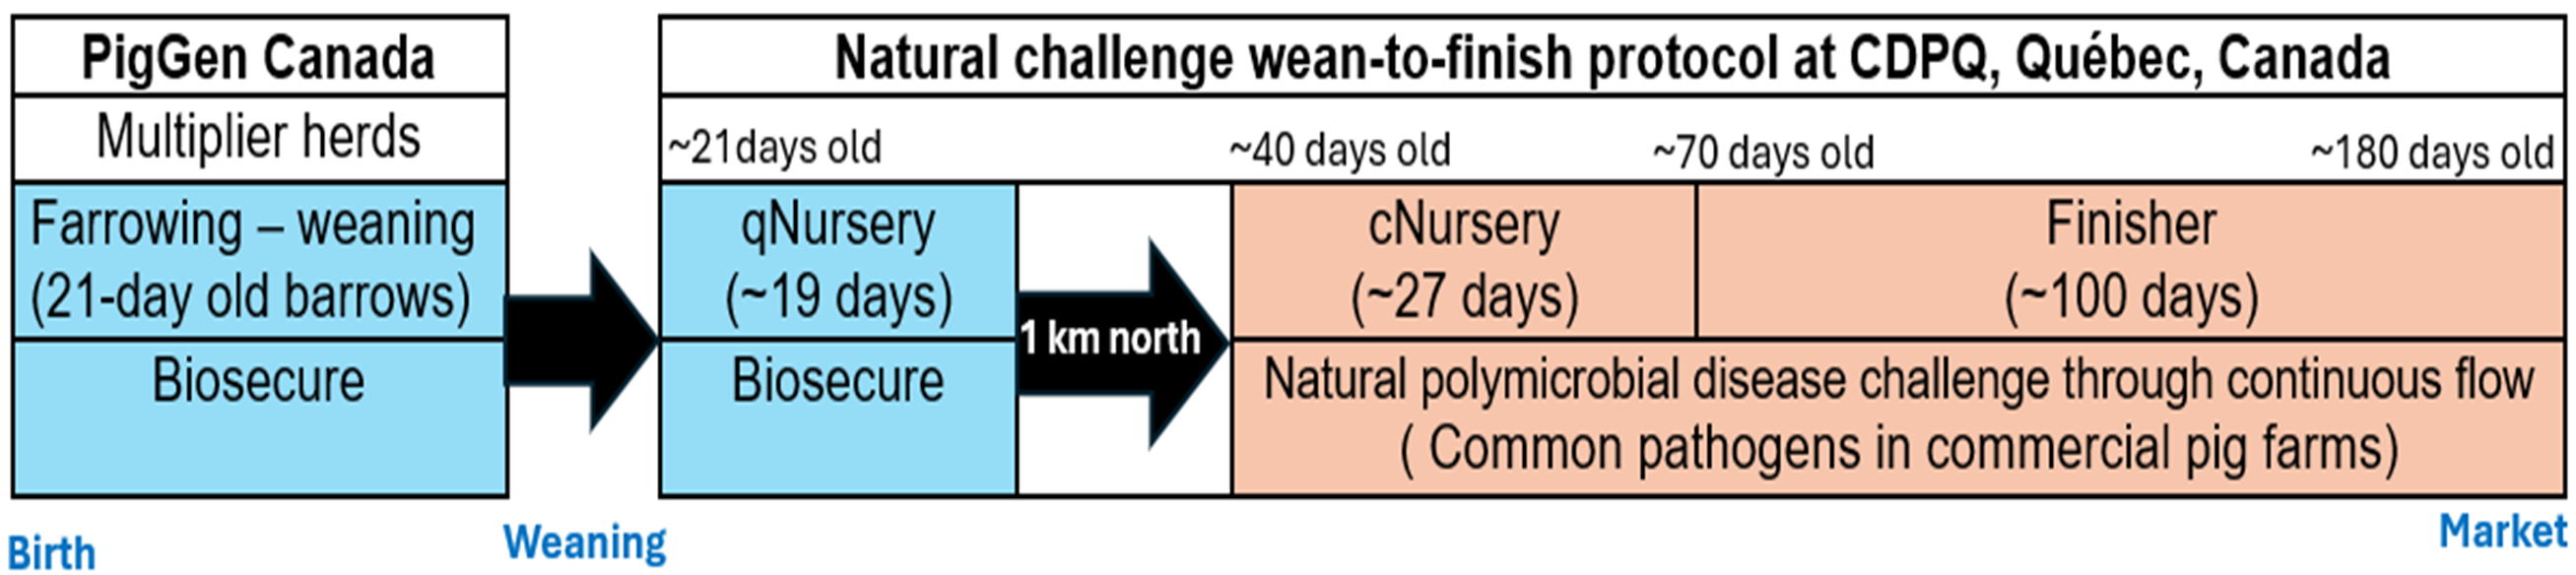 PigGen Canada
Multiplier herds
Farrowing – weaning
(21-day old barrows)
Biosecure
Natural challenge wean-to-finish protocol at CDPQ, Québec, Canada
~21days old
~40 days old
~70 days old
~180 days old
qNursery
(~19 days)
Biosecure
1 km north
cNursery
(~27 days)
Finisher
(~100 days)
Natural polymicrobial disease challenge through continuous flow
( Common pathogens in commercial pig farms)
Birth
Weaning
Market